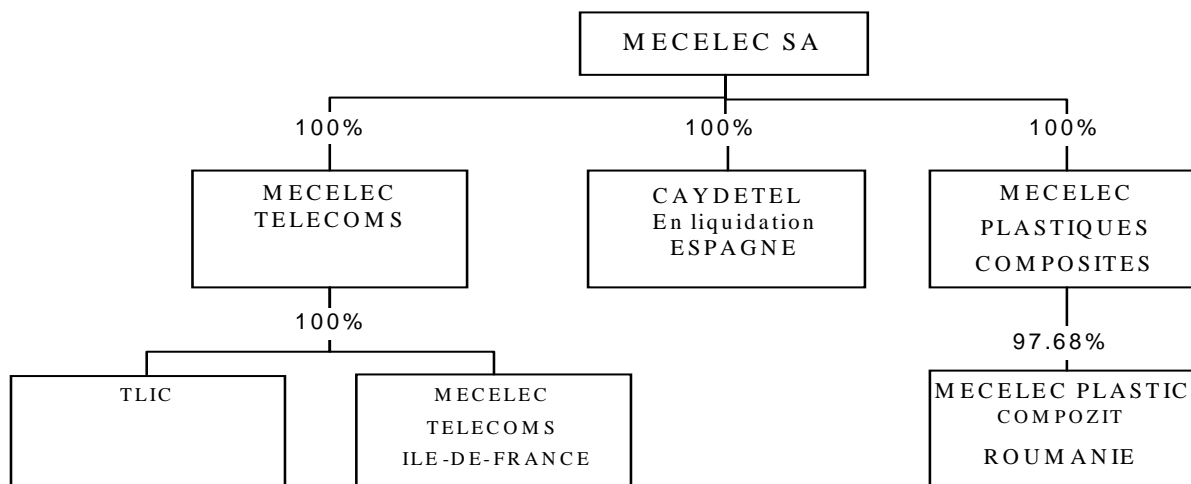 MECELEC SA
100%
100%
100%
MECELEC
TELECOMS
CAYDETEL
En liquidation
ESPAGNE
MECELEC
PLASTIQUES
COMPOSITES
100%
97.68%
TLIC
MECELEC
TELECOMS
ILE-DE-FRANCE
MECELEC PLASTIC
COMPOZIT
ROUMANIE